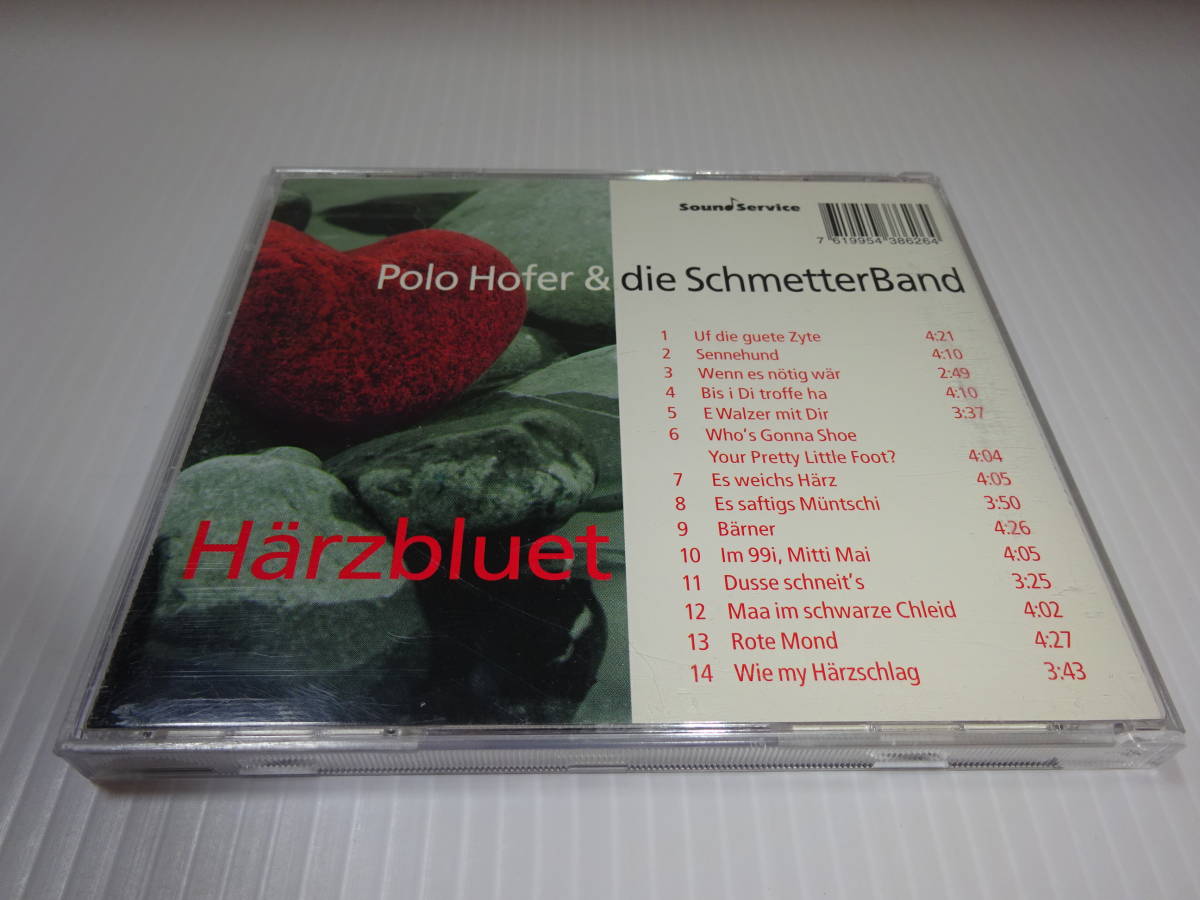 Sound Service
7 619954 386264
Polo Hofer & die SchmetterBand
1 Uf die guete Zyte 4:21
2 Sennehund 4:10
3 Wenn es nötig wär 2:49
4 Bis i Di troffe ha 4:10
5 E Walzer mit Dir 3:37
6 Who's Gonna Shoe
Your Pretty Little Foot? 4:04
7 Es weichs Härz 4:05
8 Es saftigs Müntschi 3:50
9 Bärner 4:26
10 Im 99i, Mitti Mai 4:05
11 Dusse schneit's 3:25
12 Maa im schwarze Chleid 4:02
13 Rote Mond 4:27
14 Wie my Härzschlag 3:43
Härzbluet